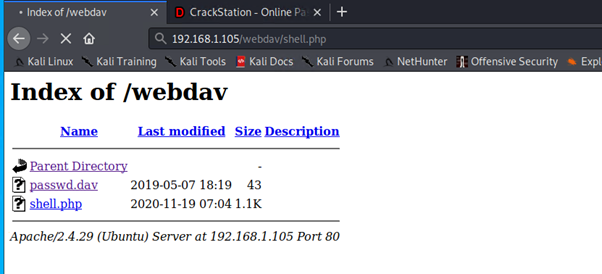 Index of /webdav
CrackStation - Online Pa
192.168.1.105/webdav/shell.php
Kali Linux Kali Training Kali Tools Kali Docs Kali Forums NetHunter Offensive Security Expl
Index of /webdav
Name Last modified Size Description
Parent Directory -
passwd.dav 2019-05-07 18:19 43
shell.php 2020-11-19 07:04 1.1K
Apache/2.4.29 (Ubuntu) Server at 192.168.1.105 Port 80